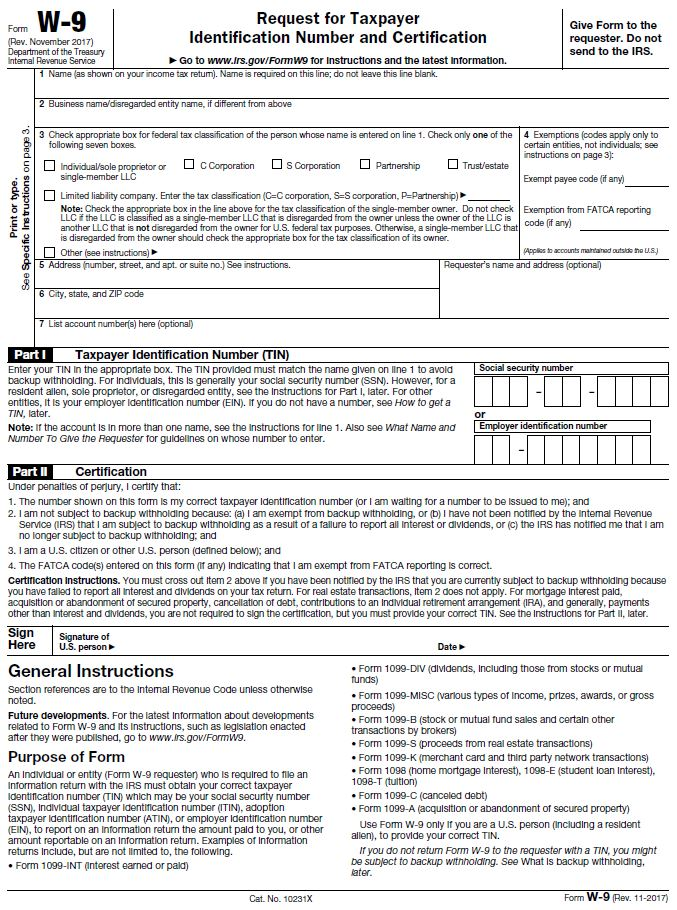 Form W-9
(Rev. November 2017)
Department of the Treasury
Internal Revenue Service
Request for Taxpayer
Identification Number and Certification
▶ Go to www.irs.gov/FormW9 for instructions and the latest information.
Give Form to the
requester. Do not
send to the IRS.
Print or type.
See Specific Instructions on page 3.
1 Name (as shown on your income tax return). Name is required on this line; do not leave this line blank.
2 Business name/disregarded entity name, if different from above
3 Check appropriate box for federal tax classification of the person whose name is entered on line 1. Check only one of the
following seven boxes.
Individual/sole proprietor or
single-member LLC
C Corporation
S Corporation
Partnership
Trust/estate
Limited liability company. Enter the tax classification (C=C corporation, S=S corporation, P=Partnership) ▶
Note: Check the appropriate box in the line above for the tax classification of the single-member owner. Do not check
LLC if the LLC is classified as a single-member LLC that is disregarded from the owner unless the owner of the LLC is
another LLC that is not disregarded from the owner for U.S. federal tax purposes. Otherwise, a single-member LLC that
is disregarded from the owner should check the appropriate box for the tax classification of its owner.
Other (see instructions) ▶
4 Exemptions (codes apply only to
certain entities, not individuals; see
instructions on page 3):
Exempt payee code (if any)
Exemption from FATCA reporting
code (if any)
(Applies to accounts maintained outside the U.S.)
5 Address (number, street, and apt. or suite no.) See instructions.
Requester's name and address (optional)
6 City, state, and ZIP code
7 List account number(s) here (optional)
Part I Taxpayer Identification Number (TIN)
Enter your TIN in the appropriate box. The TIN provided must match the name given on line 1 to avoid
backup withholding. For individuals, this is generally your social security number (SSN). However, for a
resident alien, sole proprietor, or disregarded entity, see the instructions for Part I, later. For other
entities, it is your employer identification number (EIN). If you do not have a number, see How to get a
TIN, later.
Note: If the account is in more than one name, see the instructions for line 1. Also see What Name and
Number To Give the Requester for guidelines on whose number to enter.
Social security number
– –
or
Employer identification number
–
Part II Certification
Under penalties of perjury, I certify that:
1. The number shown on this form is my correct taxpayer identification number (or I am waiting for a number to be issued to me); and
2. I am not subject to backup withholding because: (a) I am exempt from backup withholding, or (b) I have not been notified by the Internal Revenue
Service (IRS) that I am subject to backup withholding as a result of a failure to report all interest or dividends, or (c) the IRS has notified me that I am
no longer subject to backup withholding; and
3. I am a U.S. citizen or other U.S. person (defined below); and
4. The FATCA code(s) entered on this form (if any) indicating that I am exempt from FATCA reporting is correct.
Certification instructions. You must cross out item 2 above if you have been notified by the IRS that you are currently subject to backup withholding because
you have failed to report all interest and dividends on your tax return. For real estate transactions, item 2 does not apply. For mortgage interest paid,
acquisition or abandonment of secured property, cancellation of debt, contributions to an individual retirement arrangement (IRA), and generally, payments
other than interest and dividends, you are not required to sign the certification, but you must provide your correct TIN. See the instructions for Part II, later.
Sign
Here
Signature of
U.S. person ▶
Date ▶
General Instructions
Section references are to the Internal Revenue Code unless otherwise
noted.
Future developments. For the latest information about developments
related to Form W-9 and its instructions, such as legislation enacted
after they were published, go to www.irs.gov/FormW9.
Purpose of Form
An individual or entity (Form W-9 requester) who is required to file an
information return with the IRS must obtain your correct taxpayer
identification number (TIN) which may be your social security number
(SSN), individual taxpayer identification number (ITIN), adoption
taxpayer identification number (ATIN), or employer identification number
(EIN), to report on an information return the amount paid to you, or other
amount reportable on an information return. Examples of information
returns include, but are not limited to, the following.
• Form 1099-INT (interest earned or paid)
• Form 1099-DIV (dividends, including those from stocks or mutual
funds)
• Form 1099-MISC (various types of income, prizes, awards, or gross
proceeds)
• Form 1099-B (stock or mutual fund sales and certain other
transactions by brokers)
• Form 1099-S (proceeds from real estate transactions)
• Form 1099-K (merchant card and third party network transactions)
• Form 1098 (home mortgage interest), 1098-E (student loan interest),
1098-T (tuition)
• Form 1099-C (canceled debt)
• Form 1099-A (acquisition or abandonment of secured property)
Use Form W-9 only if you are a U.S. person (including a resident
alien), to provide your correct TIN.
If you do not return Form W-9 to the requester with a TIN, you might
be subject to backup withholding. See What is backup withholding,
later.
Cat. No. 10231X
Form W-9 (Rev. 11-2017)